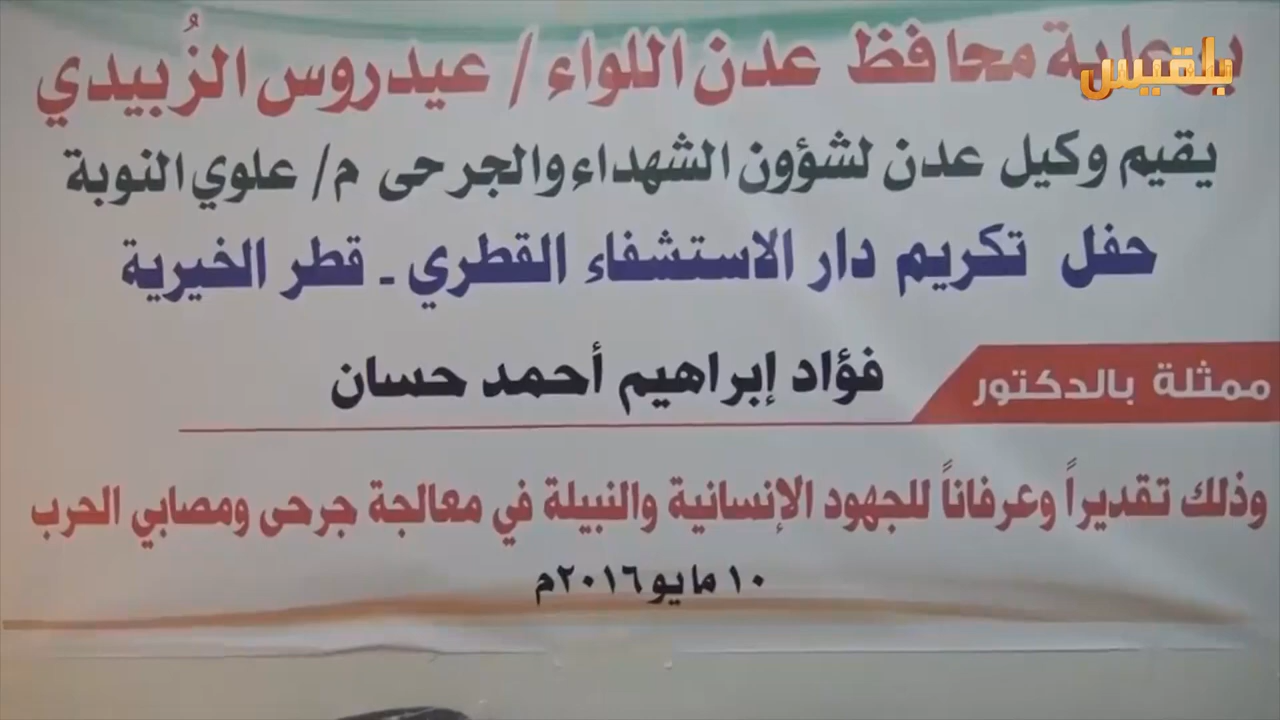 برعاية محافظ عدن اللواء / عيدروس الزُبيدي
بلقيس
يقيم وكيل عدن لشؤون الشهداء والجرحى م/ علوي النوبة
حفل تكريم دار الاستشفاء القطري - قطر الخيرية
ممثلة بالدكتور فؤاد إبراهيم أحمد حسان
وذلك تقديراً وعرفاناً للجهود الإنسانية والنبيلة في معالجة جرحى ومصابي الحرب
١٠ مايو ٢٠١٦م